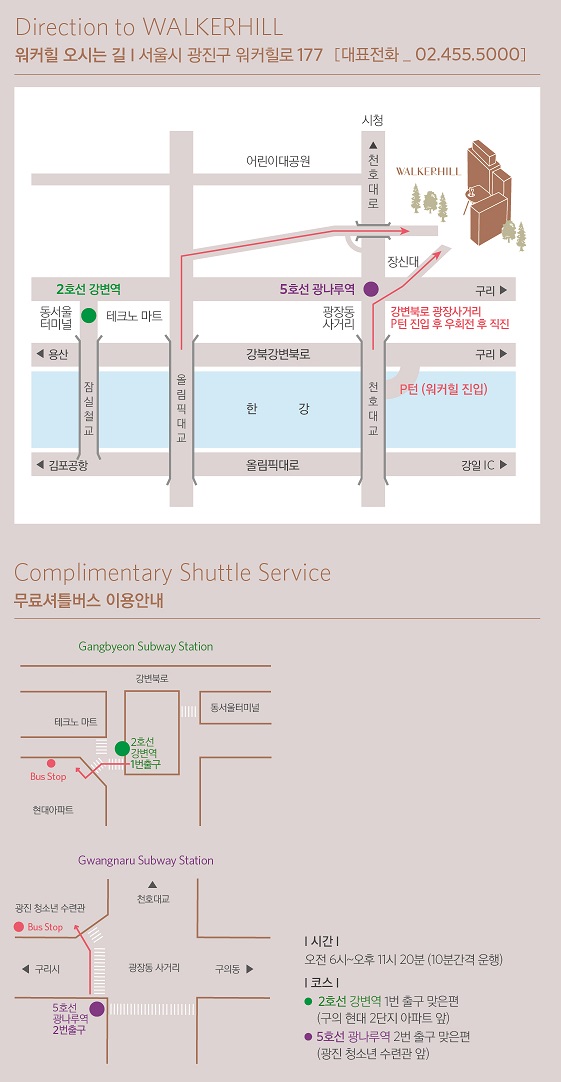 Direction to WALKERHILL
워커힐 오시는 길 I 서울시 광진구 워커힐로 177 [대표전화 _ 02.455.5000]
시청
▲
천호대로
어린이대공원
WALKERHILL
장신대
2호선 강변역
5호선 광나루역
구리 ▶
동서울
터미널
테크노 마트
광장동
사거리
강변북로 광장사거리
P턴 진입 후 우회전 후 직진
◀ 용산
강북강변북로
구리 ▶
잠실철교
올림픽대교
한 강
천호대교
P턴 (워커힐 진입)
◀ 김포공항
올림픽대로
강일 IC ▶
Complimentary Shuttle Service
무료셔틀버스 이용안내
Gangbyeon Subway Station
강변북로
테크노 마트
동서울터미널
2호선
강변역
1번출구
Bus Stop
현대아파트
Gwangnaru Subway Station
▲
천호대교
광진 청소년 수련관
Bus Stop
◀ 구리시
광장동 사거리
구의동 ▶
5호선
광나루역
2번출구
I 시간 I
오전 6시~오후 11시 20분 (10분간격 운행)
I 코스 I
● 2호선 강변역 1번 출구 맞은편
(구의 현대 2단지 아파트 앞)
● 5호선 광나루역 2번 출구 맞은편
(광진 청소년 수련관 앞)